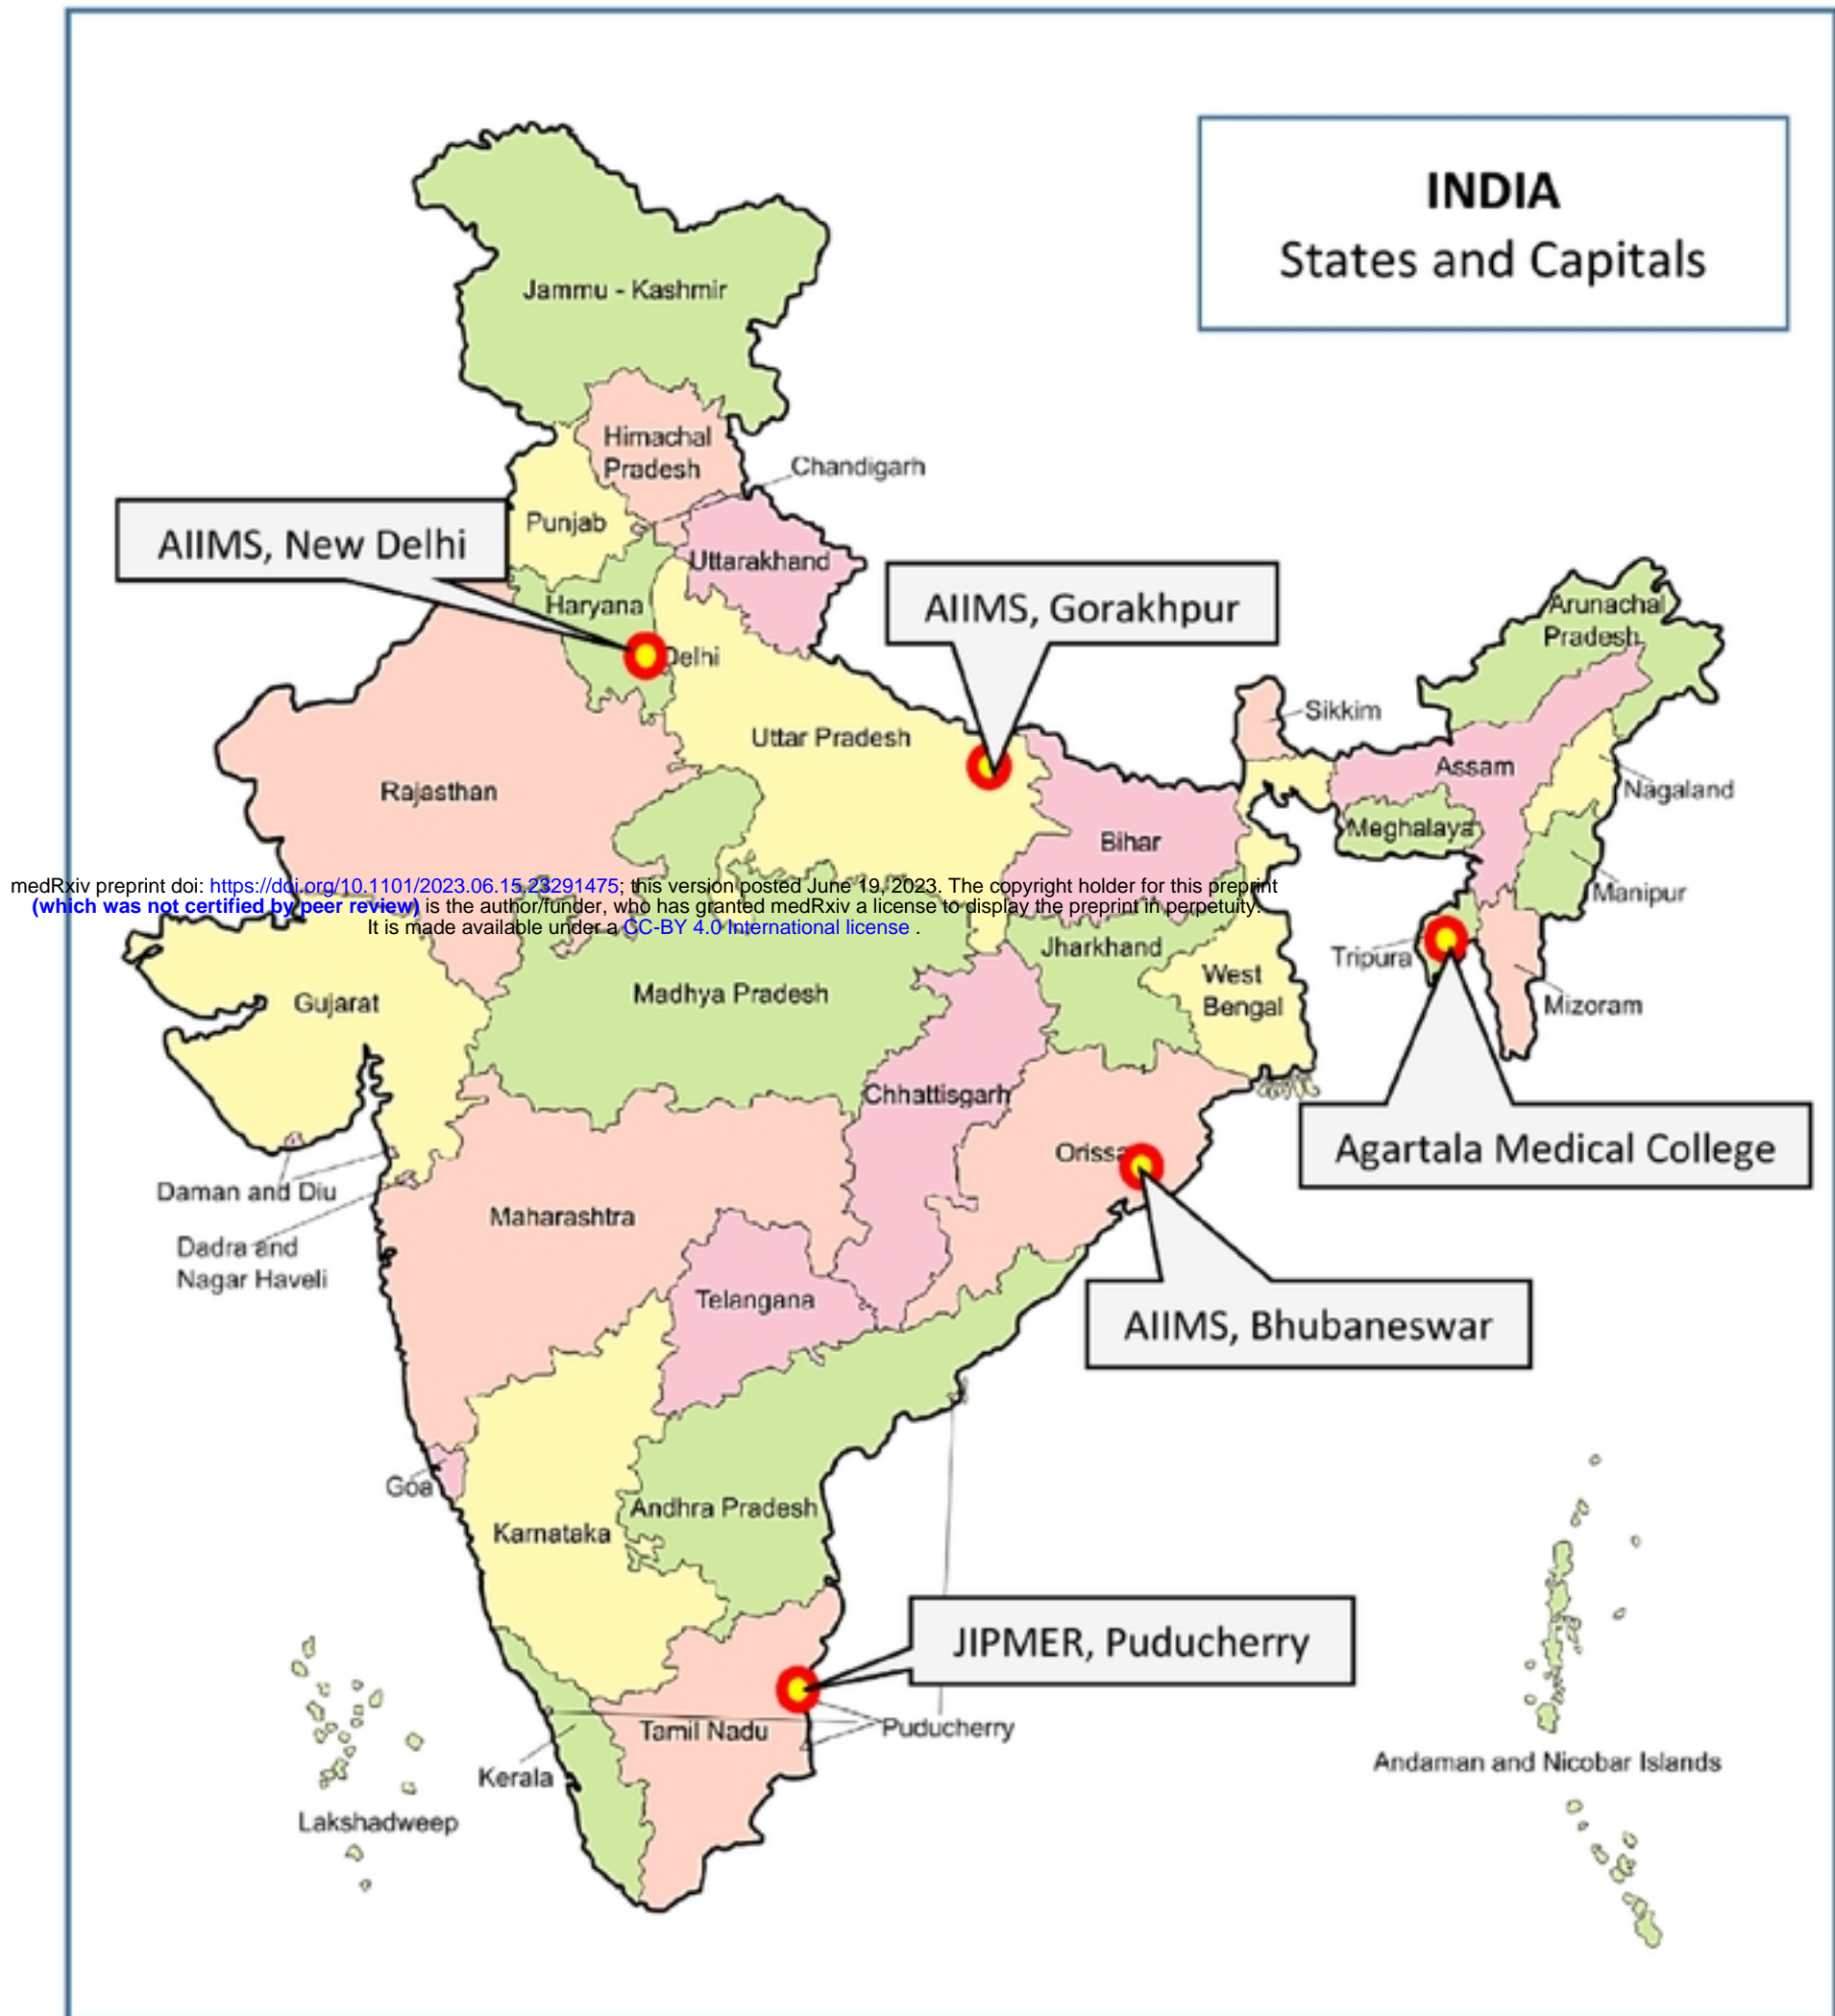 INDIA
States and Capitals
Jammu - Kashmir
Himachal
Pradesh
Chandigarh
Punjab
AIIMS, New Delhi
Uttarakhand
Haryana
AIIMS, Gorakhpur
Arunachal
Pradesh
Delhi
Sikkim
Uttar Pradesh
Assam
Rajasthan
Nagaland
Meghalaya
Bihar
medRxiv preprint doi: https://doi.org/10.1101/2023.06.15.23291475; this version posted June 19, 2023. The copyright holder for this preprint
(which was not certified by peer review) is the author/funder, who has granted medRxiv a license to display the preprint in perpetuity.
It is made available under a CC-BY 4.0 International license .
Manipur
Jharkhand
Tripura
West
Bengal
Madhya Pradesh
Gujarat
Mizoram
Chhattisgarh
Agartala Medical College
Orissa
Daman and Diu
Maharashtra
Dadra and
Nagar Haveli
Telangana
AIIMS, Bhubaneswar
Goa
Andhra Pradesh
Karnataka
JIPMER, Puducherry
Puducherry
Tamil Nadu
Andaman and Nicobar Islands
Kerala
Lakshadweep